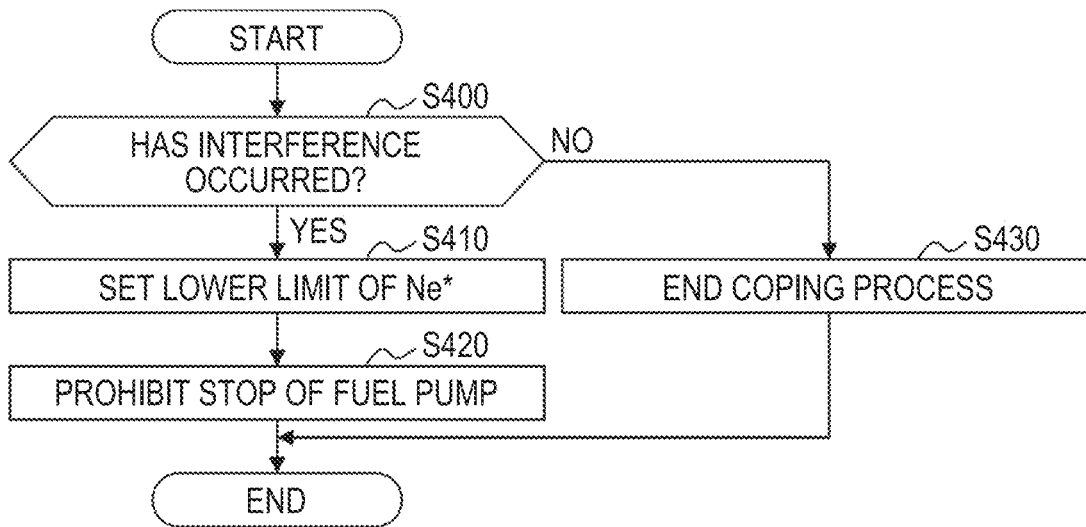 START
S400
HAS INTERFERENCE
OCCURRED?
NO
YES
S410
SET LOWER LIMIT OF Ne*
S430
END COPING PROCESS
S420
PROHIBIT STOP OF FUEL PUMP
END